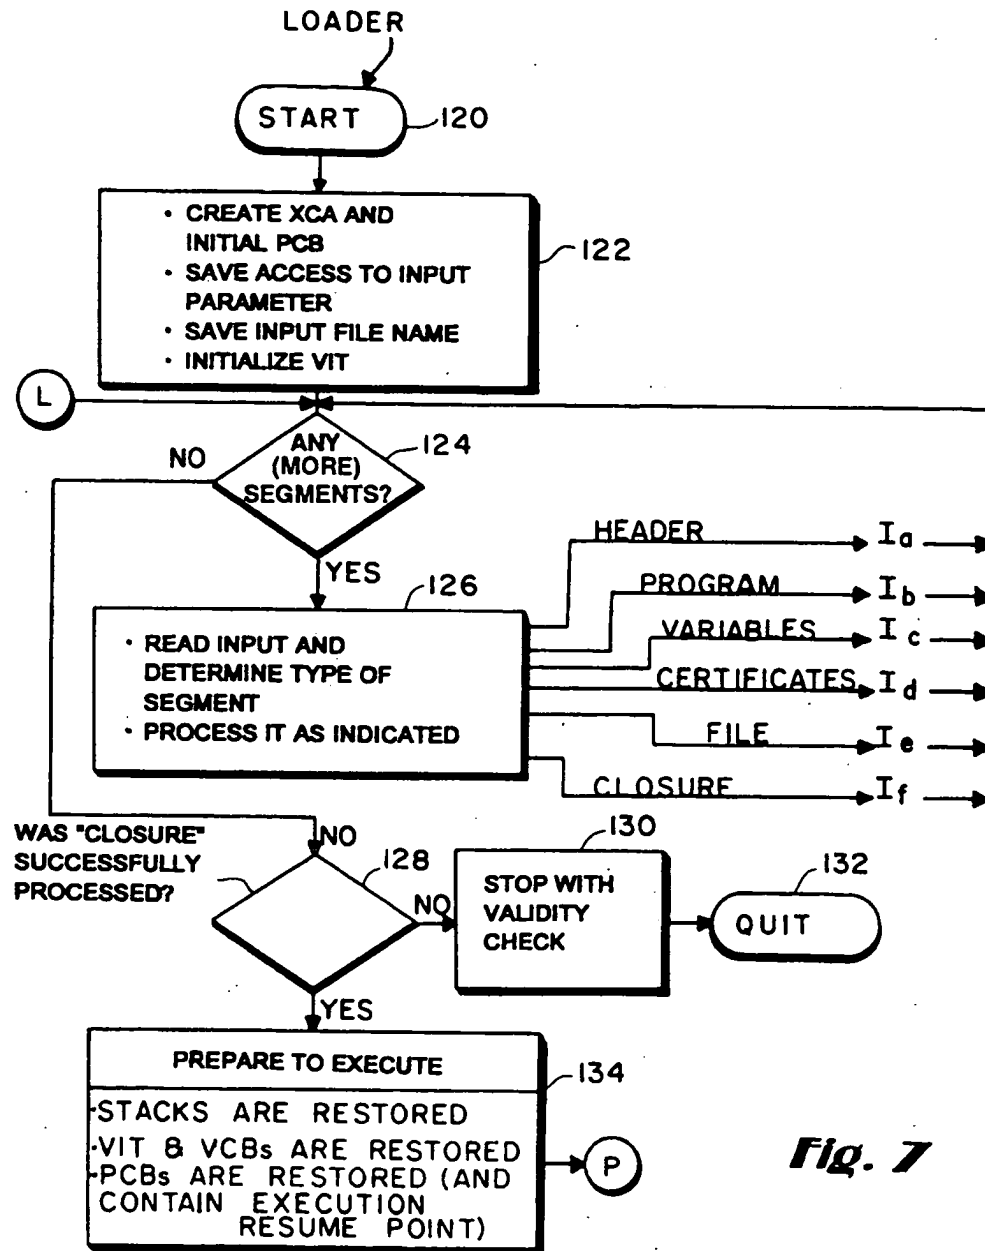 LOADER
START
120
• CREATE XCA AND
INITIAL PCB
• SAVE ACCESS TO INPUT
PARAMETER
• SAVE INPUT FILE NAME
• INITIALIZE VIT
122
L
NO
ANY
(MORE)
SEGMENTS?
124
YES
126
• READ INPUT AND
DETERMINE TYPE OF
SEGMENT
• PROCESS IT AS INDICATED
HEADER
Ia
PROGRAM
Ib
VARIABLES
Ic
CERTIFICATES
Id
FILE
Ie
CLOSURE
If
WAS "CLOSURE"
SUCCESSFULLY
PROCESSED?
NO
128
NO
130
STOP WITH
VALIDITY
CHECK
132
QUIT
YES
PREPARE TO EXECUTE
134
•STACKS ARE RESTORED
VIT & VCBs ARE RESTORED
•PCBs ARE RESTORED (AND
CONTAIN EXECUTION
RESUME POINT)
P
Fig. 7